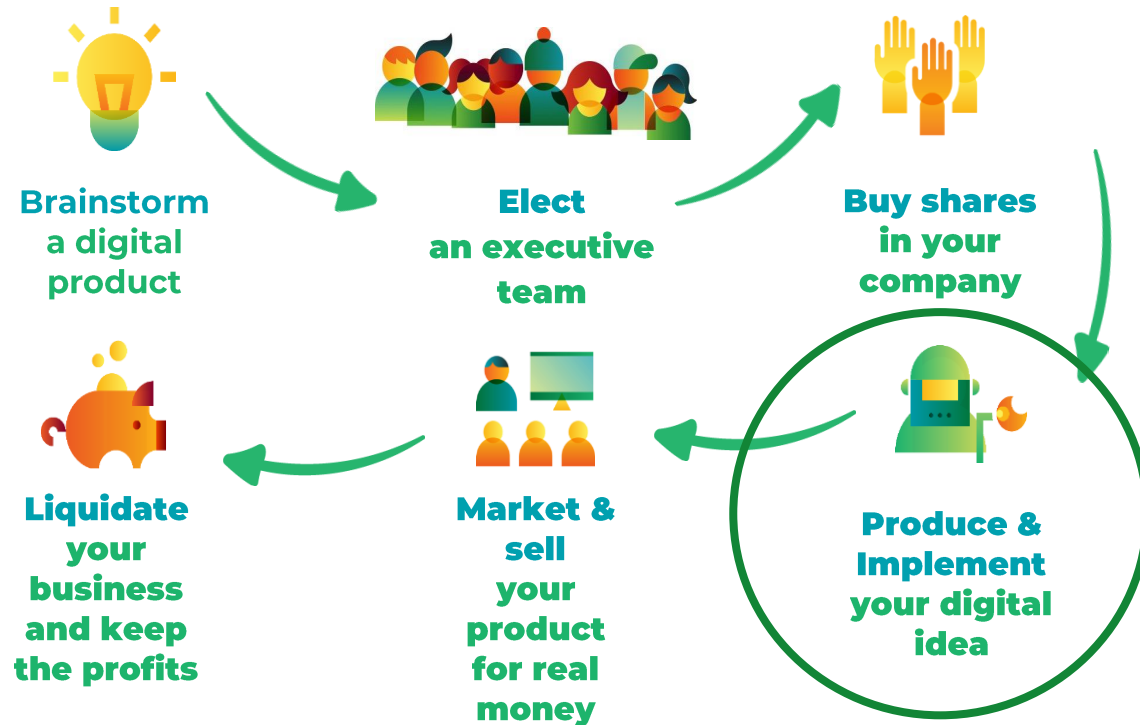 Brainstorm
a digital
product
Elect
an executive
team
Buy shares
in your
company
Produce &
Implement
your digital
idea
Market &
sell
your
product
for real
money
Liquidate
your
business
and keep
the profits